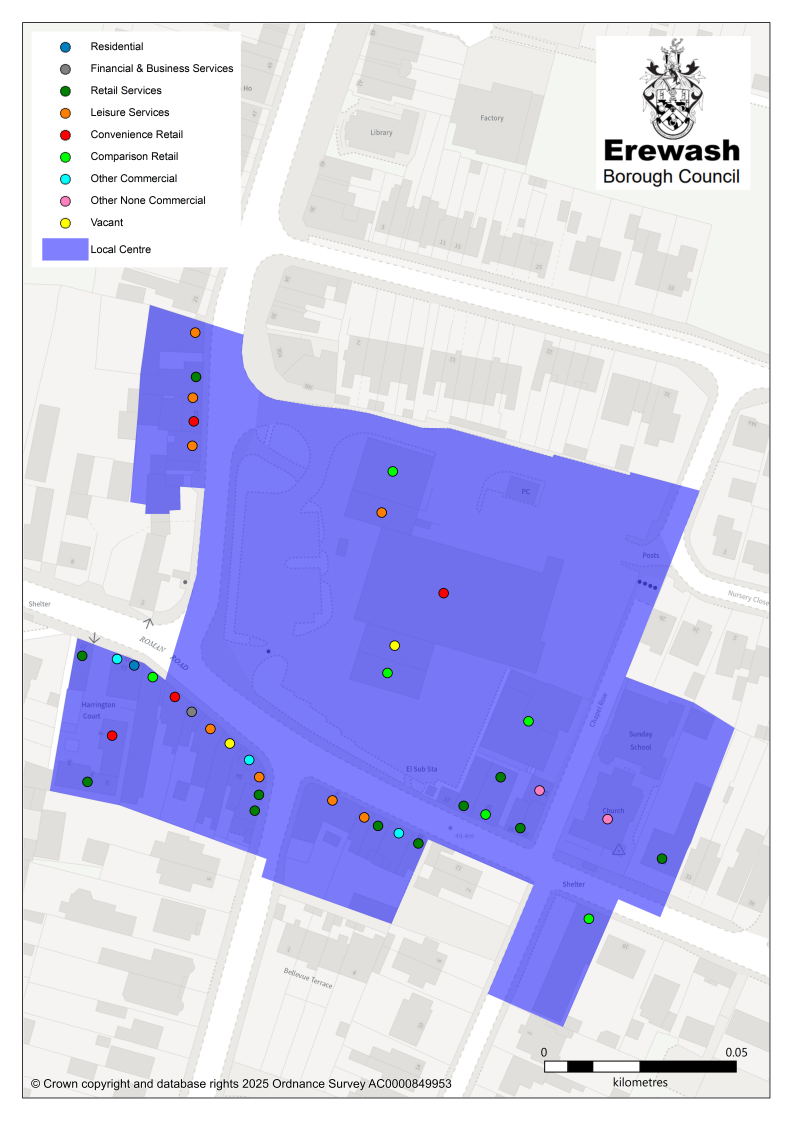 Residential
Financial & Business Services
Retail Services
Leisure Services
Convenience Retail
Comparison Retail
Other Commercial
Other None Commercial
Vacant
Local Centre
Erewash
Borough Council
Ho
Library
Factory
PC
Posts
Nursery Close
Shelter
ROMAN ROAD
Harrington
Court
Chapel Row
Sunday
School
El Sub Sta
Church
Shelter
Bellevue Terrace
0 0.05
kilometres
© Crown copyright and database rights 2025 Ordnance Survey AC0000849953